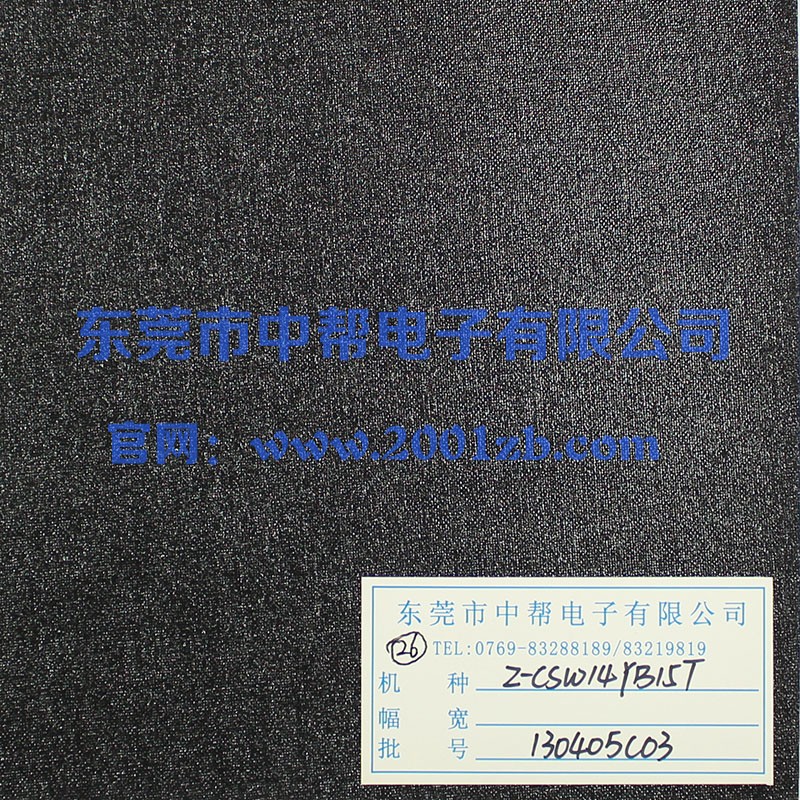 东莞市中帮电子有限公司
官网：www.2001zb.com
东莞市中帮电子有限公司
26 TEL:0769-83288189/83219819
机 种 Z-CSW14YB15T
幅 宽
批 号 130405C03